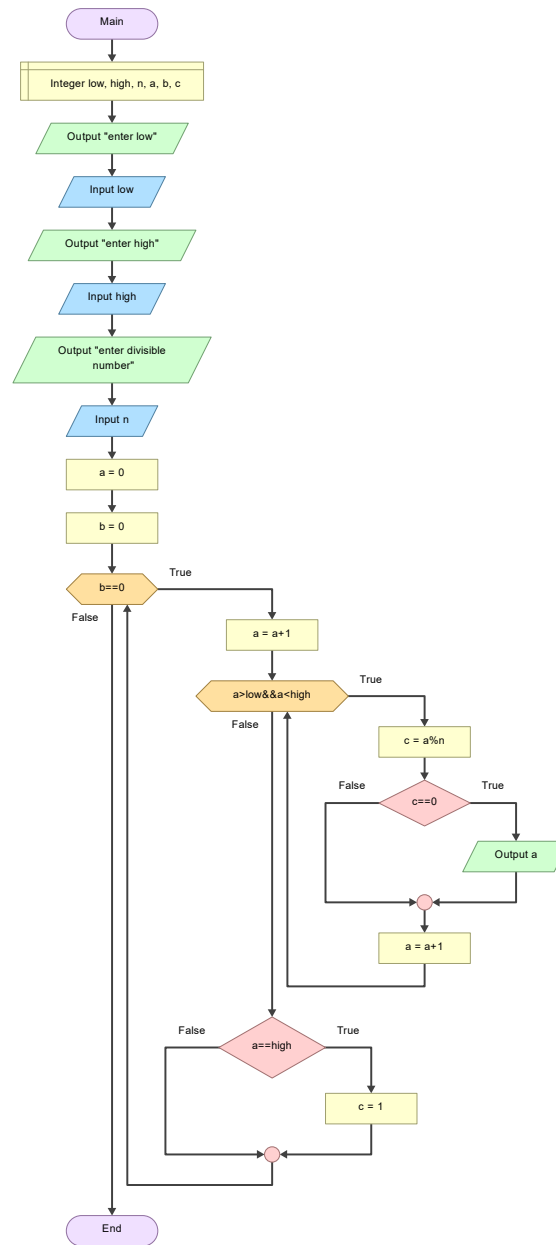 Main
Integer low, high, n, a, b, c
Output "enter low"
Input low
Output "enter high"
Input high
Output "enter divisible
number"
Input n
a = 0
b = 0
b==0
True
False
a = a+1
a>low&&a<high
True
False
c = a%n
c==0
False
True
Output a
a = a+1
a==high
False
True
c = 1
End